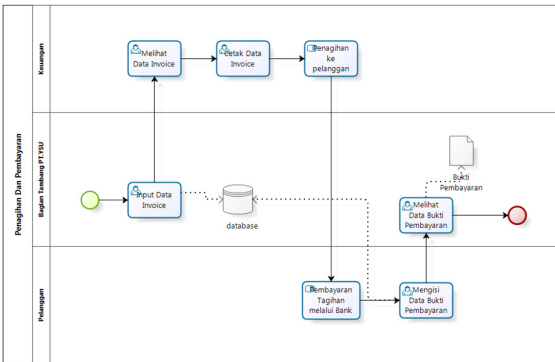 Penagihan Dan Pembayaran
Keuangan
Melihat
Data Invoice
Cetak Data
Invoice
Penagihan
ke
pelanggan
Bagian Tambang PT.YSU
Input Data
Invoice
database
Bukti
Pembayaran
Melihat
Data Bukti
Pembayaran
Pelanggan
Pembayaran
Tagihan
melalui Bank
Mengisi
Data Bukti
Pembayaran